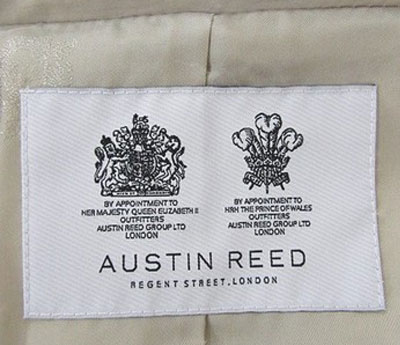 BY APPOINTMENT TO
HER MAJESTY QUEEN ELIZABETH II
OUTFITTERS
AUSTIN REED GROUP LTD
LONDON
BY APPOINTMENT TO
HRH THE PRINCE OF WALES
OUTFITTERS
AUSTIN REED GROUP LTD
LONDON
AUSTIN REED
REGENT STREET, LONDON